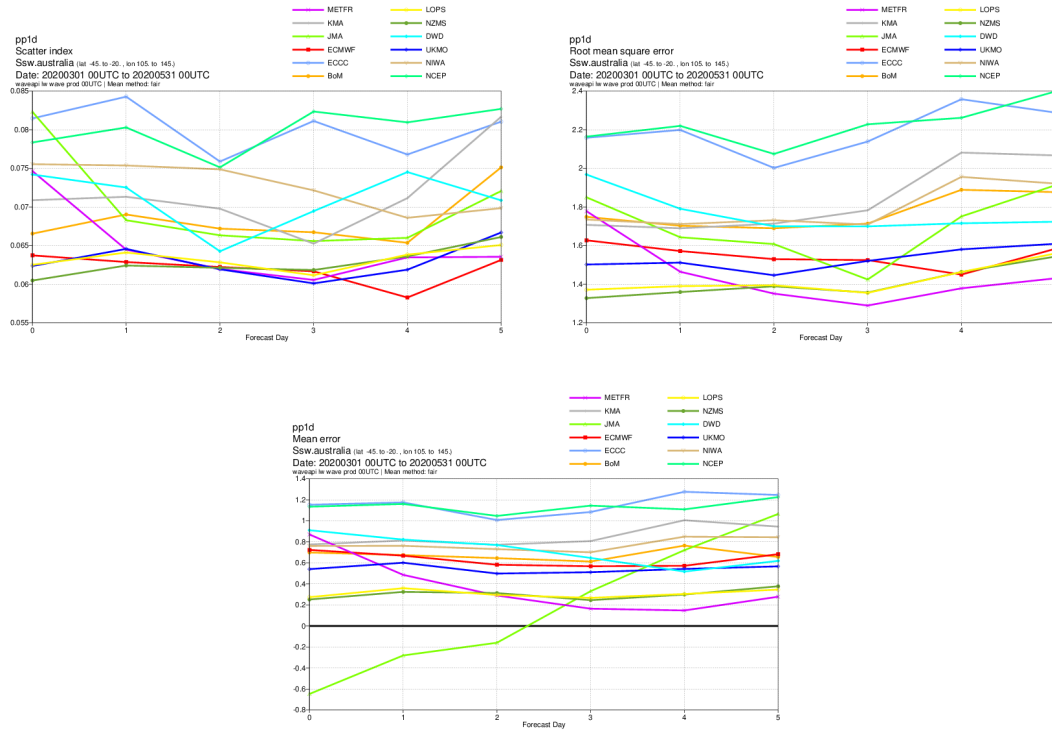 METFR LOPS
KMA NZMS
JMA DWD
ECMWF UKMO
ECCC NIWA
BoM NCEP
pp1d
Scatter index
Ssw.australia (lat -45. to -20. , lon 105. to 145.)
Date: 20200301 00UTC to 20200531 00UTC
waveapi lw wave prod 00UTC | Mean method: fair
0.085
0.08
0.075
0.07
0.065
0.06
0.055
0 1 2 3 4 5
Forecast Day
METFR LOPS
KMA NZMS
JMA DWD
ECMWF UKMO
ECCC NIWA
BoM NCEP
pp1d
Root mean square error
Ssw.australia (lat -45. to -20. , lon 105. to 145.)
Date: 20200301 00UTC to 20200531 00UTC
waveapi lw wave prod 00UTC | Mean method: fair
2.4
2.2
2
1.8
1.6
1.4
1.2
0 1 2 3 4
Forecast Day
METFR LOPS
KMA NZMS
JMA DWD
ECMWF UKMO
ECCC NIWA
BoM NCEP
pp1d
Mean error
Ssw.australia (lat -45. to -20. , lon 105. to 145.)
Date: 20200301 00UTC to 20200531 00UTC
waveapi lw wave prod 00UTC | Mean method: fair
1.4
1.2
1
0.8
0.6
0.4
0.2
0
-0.2
-0.4
-0.6
-0.8
0 1 2 3 4 5
Forecast Day